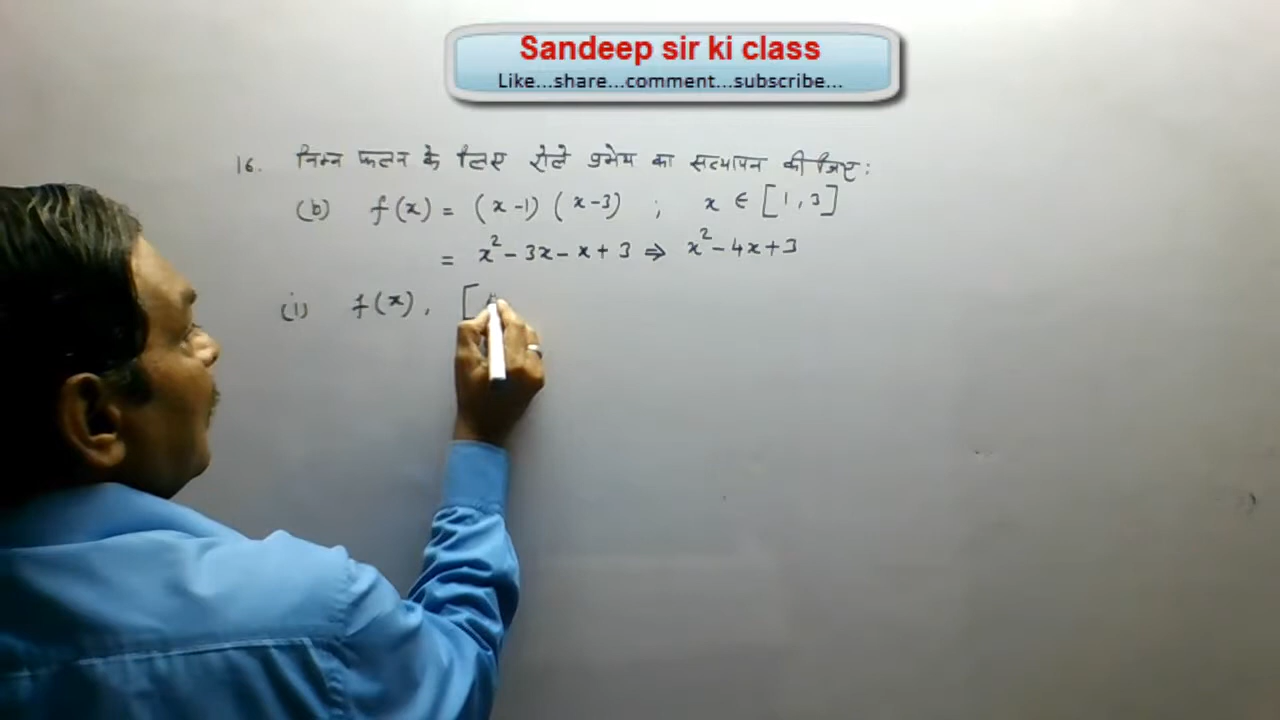 Sandeep sir ki class
Like...share...comment...subscribe...
16. निम्न फलन के लिए रोले प्रमेय का सत्यापन कीजिए :
(b) f(x) = (x-1) (x-3) ; x ∈ [1, 3]
= x² - 3x - x + 3 ⇒ x² - 4x + 3
(i) f(x), [